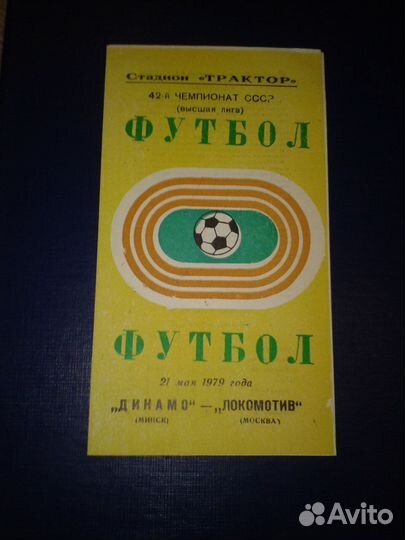 Стадион «ТРАКТОР»
42-й ЧЕМПИОНАТ СССР
(высшая лига)
ФУТБОЛ
ФУТБОЛ
21 мая 1979 года
„ДИНАМО“ — „ЛОКОМОТИВ“
(МИНСК) (МОСКВА)
Avito